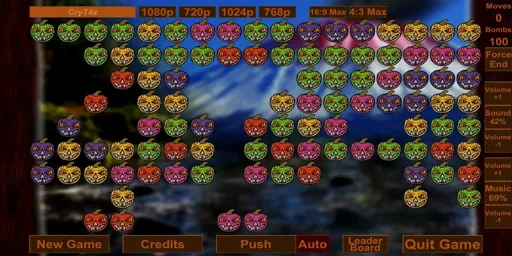 CryT4x
1080p 720p 1024p 768p 16:9 Max 4:3 Max
Moves
0
Bombs
100
Force
End
Volume
+1
Sound
42%
Volume
-1
Volume
+1
Music
69%
Volume
-1
New Game Credits Push Auto Leader
Board Quit Game